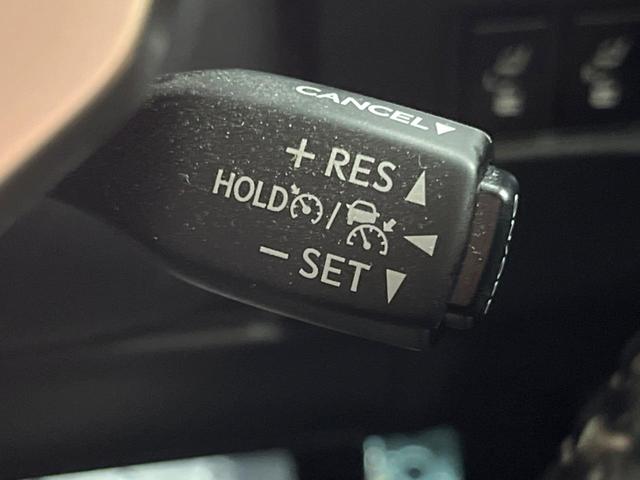 CANCEL▼
+ RES▲
HOLD /
− SET▼